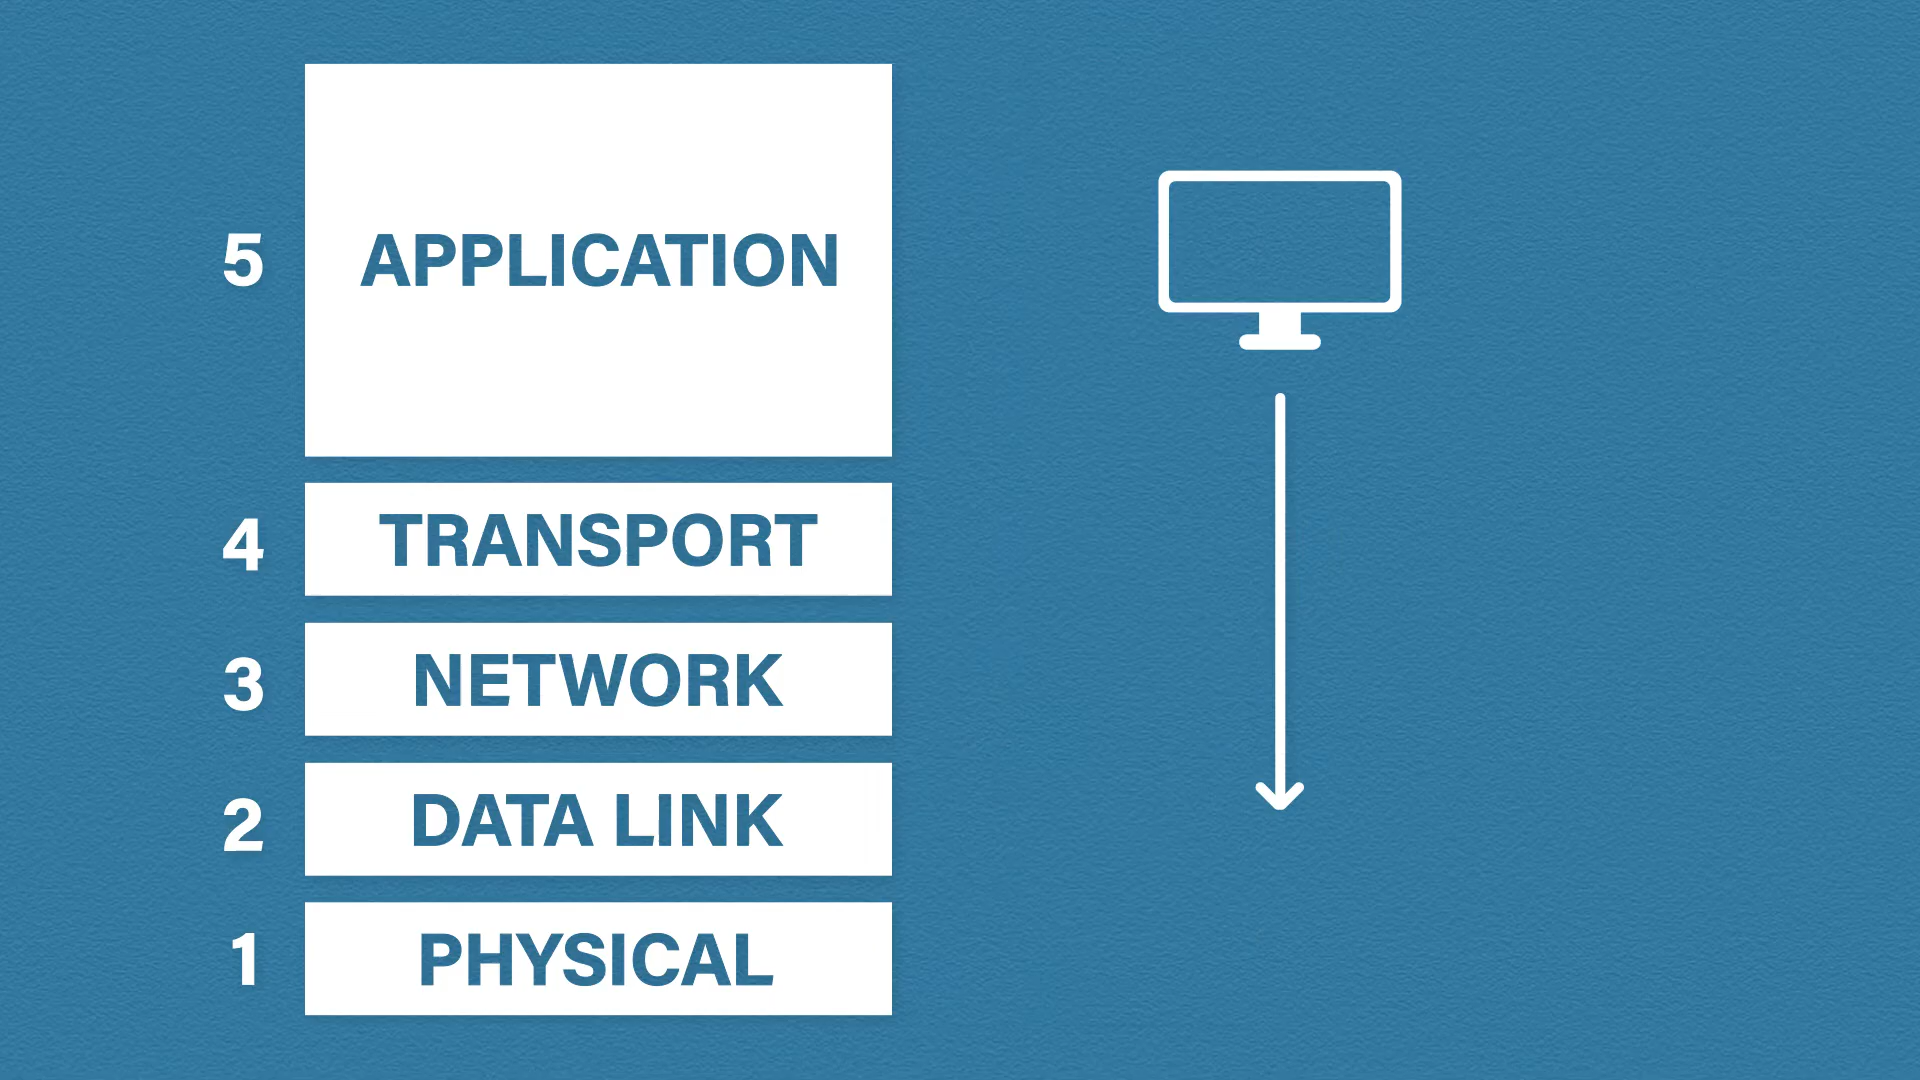 5 APPLICATION
4 TRANSPORT
3 NETWORK
2 DATA LINK
1 PHYSICAL